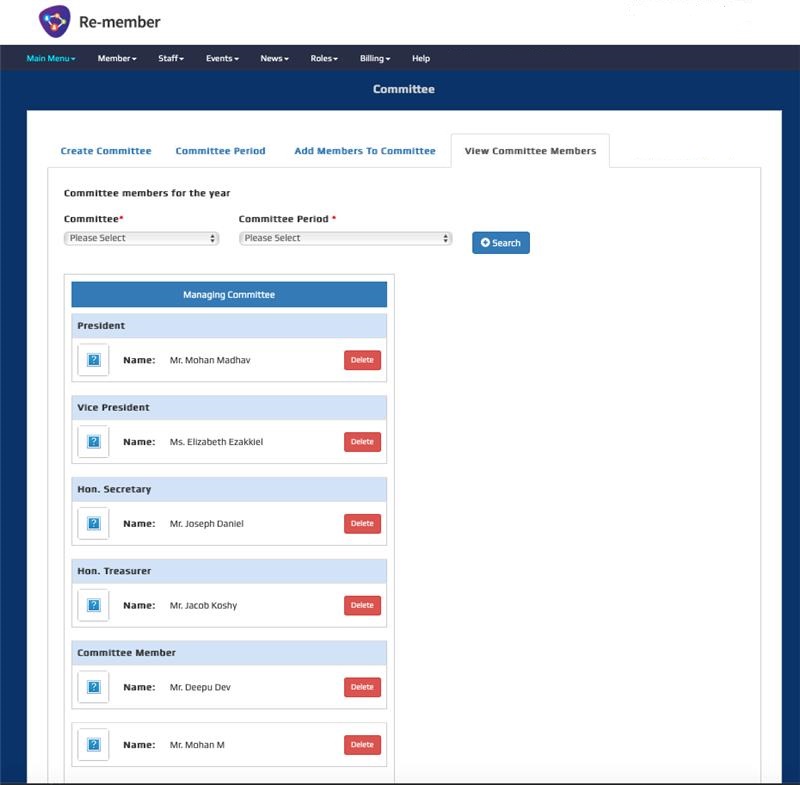 Re-member
Main Menu Member Staff Events News Roles Billing Help
Committee
Create Committee Committee Period Add Members To Committee View Committee Members
Committee members for the year
Committee* Committee Period *
Please Select Please Select Search
Managing Committee
President
? Name: Mr. Mohan Madhav Delete
Vice President
? Name: Ms. Elizabeth Ezakkiel Delete
Hon. Secretary
? Name: Mr. Joseph Daniel Delete
Hon. Treasurer
? Name: Mr. Jacob Koshy Delete
Committee Member
? Name: Mr. Deepu Dev Delete
? Name: Mr. Mohan M Delete